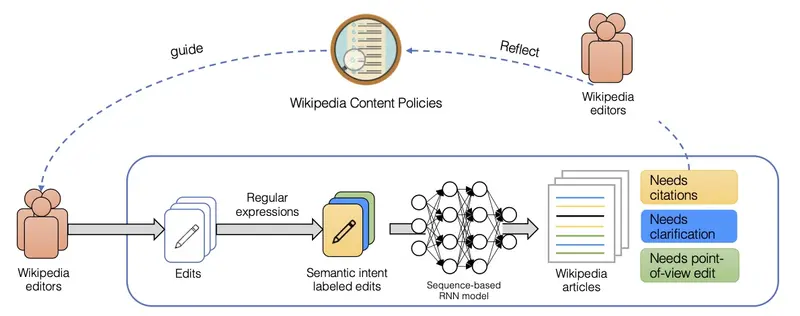 guide
Reflect
Wikipedia Content Policies
Wikipedia
editors
Regular
expressions
Needs
citations
Needs
clarification
Needs point-
of-view edit
Wikipedia
editors
Edits
Semantic intent
labeled edits
Sequence-based
RNN model
Wikipedia
articles